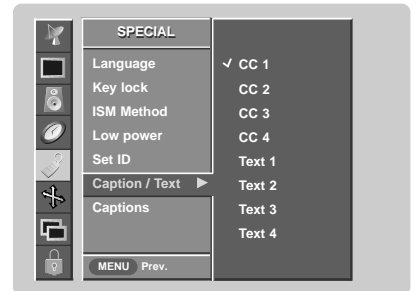 SPECIAL
Language
Key lock
ISM Method
Low power
Set ID
Caption / Text
Captions
MENU Prev.
CC 1
CC 2
CC 3
CC 4
Text 1
Text 2
Text 3
Text 4